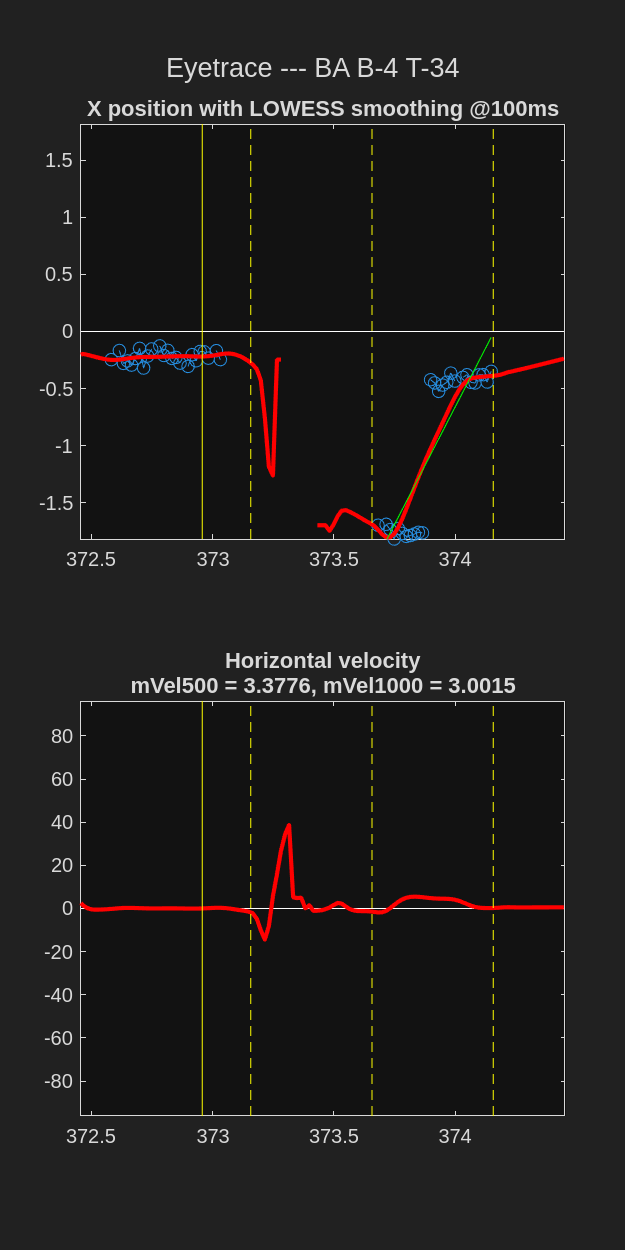 Eyetrace --- BA B-4 T-34
X position with LOWESS smoothing @100ms
1.5
1
0.5
0
-0.5
-1
-1.5
372.5 373 373.5 374
Horizontal velocity
mVel500 = 3.3776, mVel1000 = 3.0015
80
60
40
20
0
-20
-40
-60
-80
372.5 373 373.5 374